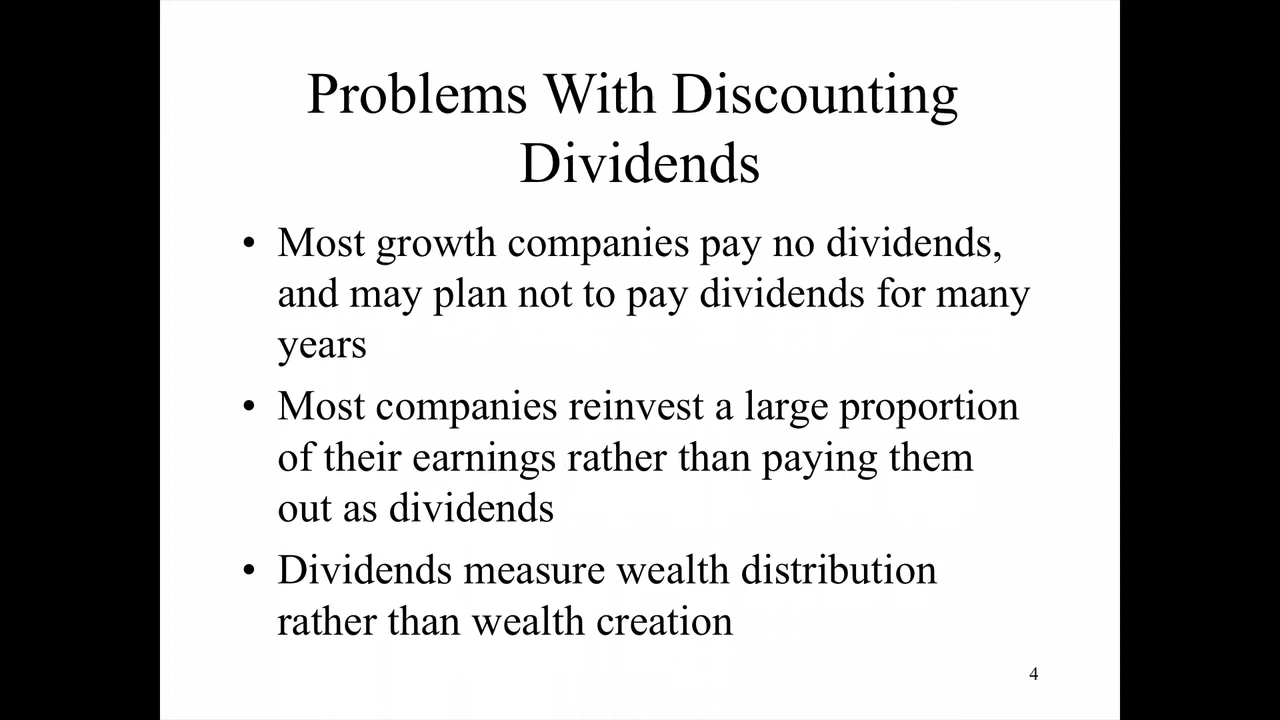 Problems With Discounting
Dividends
• Most growth companies pay no dividends,
and may plan not to pay dividends for many
years
• Most companies reinvest a large proportion
of their earnings rather than paying them
out as dividends
• Dividends measure wealth distribution
rather than wealth creation
4